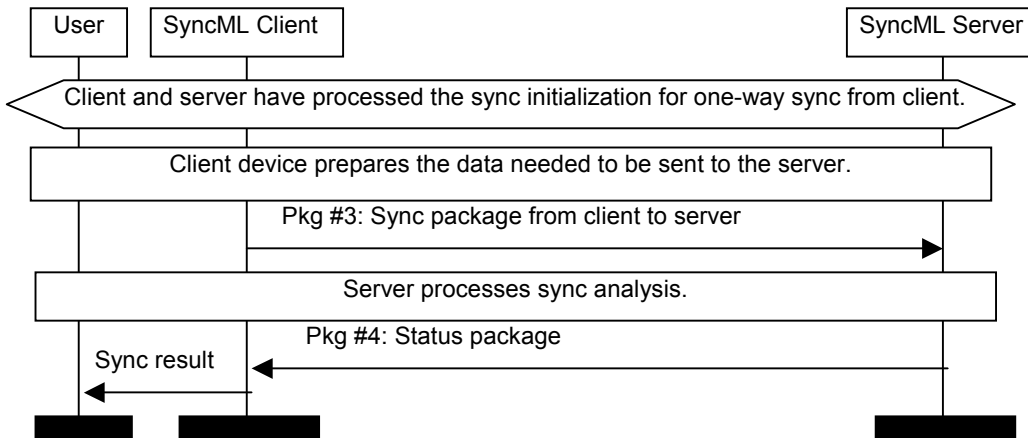 User
SyncML Client
SyncML Server
Client and server have processed the sync initialization for one-way sync from client.
Client device prepares the data needed to be sent to the server.
Pkg #3: Sync package from client to server
Server processes sync analysis.
Pkg #4: Status package
Sync result